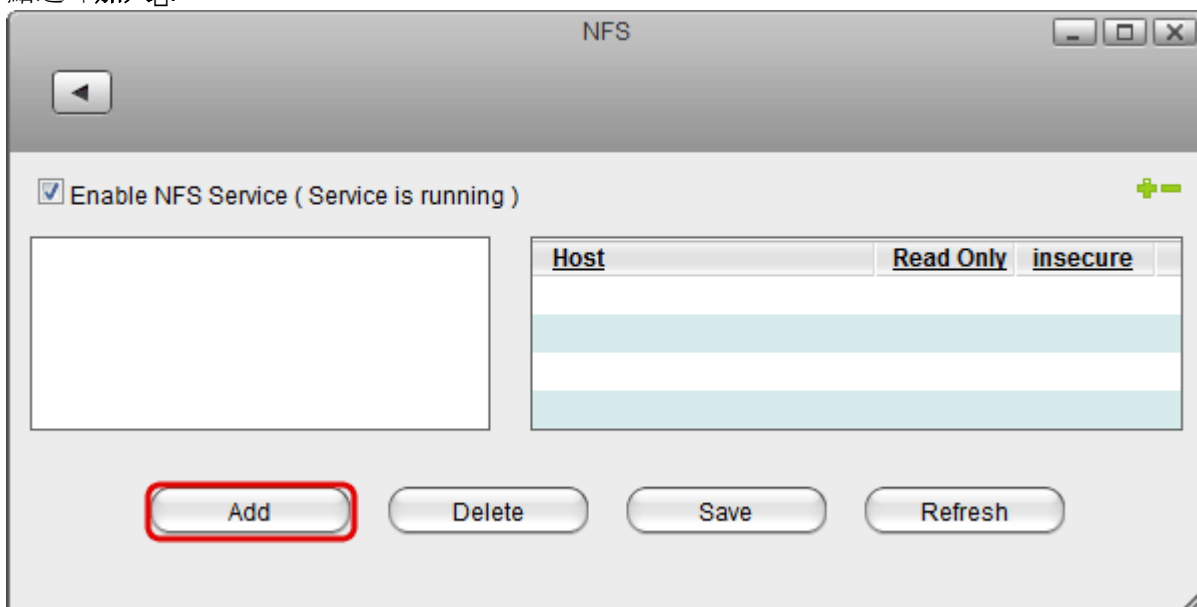 NFS
Enable NFS Service ( Service is running )
Host Read Only insecure
Add Delete Save Refresh